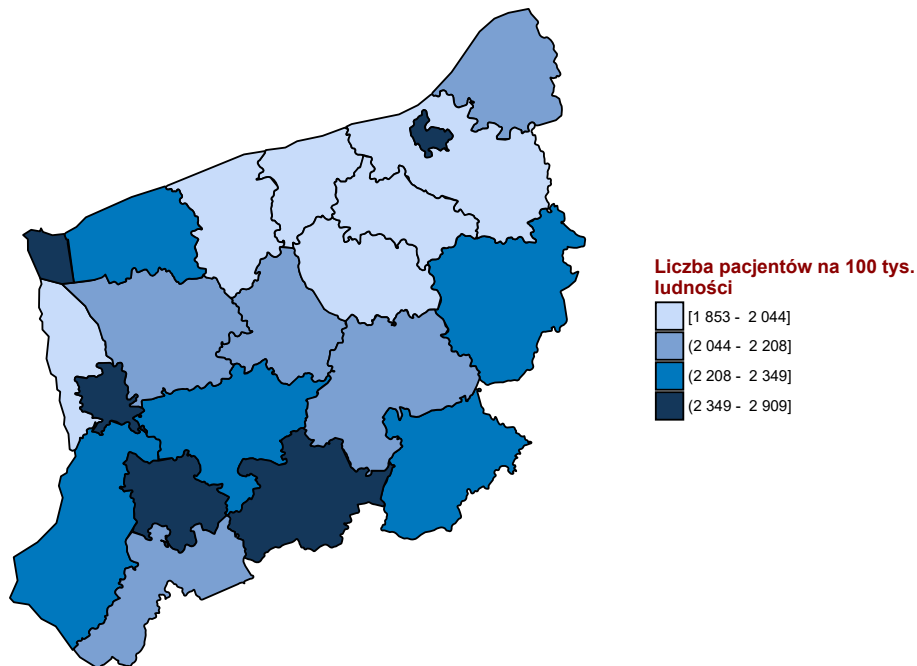 Liczba pacjentów na 100 tys.
ludności
[1 853 - 2 044]
(2 044 - 2 208]
(2 208 - 2 349]
(2 349 - 2 909]